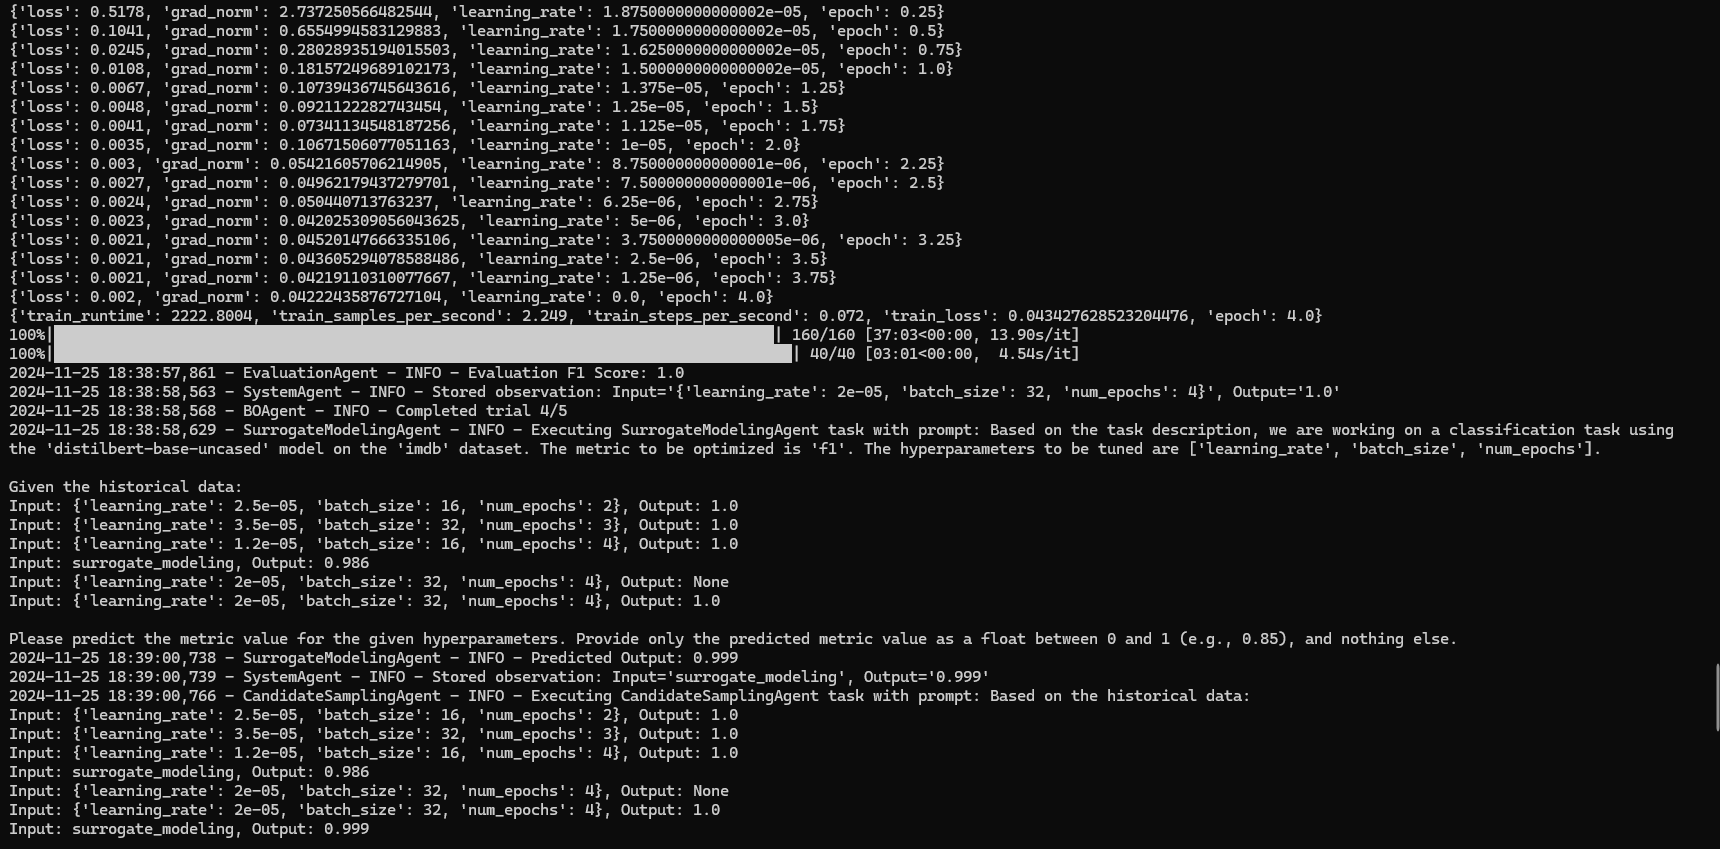 {'loss': 0.5178, 'grad_norm': 2.737250566482544, 'learning_rate': 1.8750000000000002e-05, 'epoch': 0.25}
{'loss': 0.1041, 'grad_norm': 0.6554994583129883, 'learning_rate': 1.7500000000000002e-05, 'epoch': 0.5}
{'loss': 0.0245, 'grad_norm': 0.28028935194015503, 'learning_rate': 1.6250000000000002e-05, 'epoch': 0.75}
{'loss': 0.0108, 'grad_norm': 0.18157249689102173, 'learning_rate': 1.5000000000000002e-05, 'epoch': 1.0}
{'loss': 0.0067, 'grad_norm': 0.10739436745643616, 'learning_rate': 1.375e-05, 'epoch': 1.25}
{'loss': 0.0048, 'grad_norm': 0.0921122282743454, 'learning_rate': 1.25e-05, 'epoch': 1.5}
{'loss': 0.0041, 'grad_norm': 0.07341134548187256, 'learning_rate': 1.125e-05, 'epoch': 1.75}
{'loss': 0.0035, 'grad_norm': 0.10671506077051163, 'learning_rate': 1e-05, 'epoch': 2.0}
{'loss': 0.003, 'grad_norm': 0.05421605706214905, 'learning_rate': 8.750000000000001e-06, 'epoch': 2.25}
{'loss': 0.0027, 'grad_norm': 0.04962179437279701, 'learning_rate': 7.500000000000001e-06, 'epoch': 2.5}
{'loss': 0.0024, 'grad_norm': 0.050440713763237, 'learning_rate': 6.25e-06, 'epoch': 2.75}
{'loss': 0.0023, 'grad_norm': 0.042025309056043625, 'learning_rate': 5e-06, 'epoch': 3.0}
{'loss': 0.0021, 'grad_norm': 0.04520147666335106, 'learning_rate': 3.7500000000000005e-06, 'epoch': 3.25}
{'loss': 0.0021, 'grad_norm': 0.043605294078588486, 'learning_rate': 2.5e-06, 'epoch': 3.5}
{'loss': 0.0021, 'grad_norm': 0.04219110310077667, 'learning_rate': 1.25e-06, 'epoch': 3.75}
{'loss': 0.002, 'grad_norm': 0.04222435876727104, 'learning_rate': 0.0, 'epoch': 4.0}
{'train_runtime': 2222.8004, 'train_samples_per_second': 2.249, 'train_steps_per_second': 0.072, 'train_loss': 0.043427628523204476, 'epoch': 4.0}
100%| | 160/160 [37:03<00:00, 13.90s/it]
100%| | 40/40 [03:01<00:00, 4.54s/it]
2024-11-25 18:38:57,861 - EvaluationAgent - INFO - Evaluation F1 Score: 1.0
2024-11-25 18:38:58,563 - SystemAgent - INFO - Stored observation: Input='{'learning_rate': 2e-05, 'batch_size': 32, 'num_epochs': 4}', Output='1.0'
2024-11-25 18:38:58,568 - BOAgent - INFO - Completed trial 4/5
2024-11-25 18:38:58,629 - SurrogateModelingAgent - INFO - Executing SurrogateModelingAgent task with prompt: Based on the task description, we are working on a classification task using
the 'distilbert-base-uncased' model on the 'imdb' dataset. The metric to be optimized is 'f1'. The hyperparameters to be tuned are ['learning_rate', 'batch_size', 'num_epochs'].
Given the historical data:
Input: {'learning_rate': 2.5e-05, 'batch_size': 16, 'num_epochs': 2}, Output: 1.0
Input: {'learning_rate': 3.5e-05, 'batch_size': 32, 'num_epochs': 3}, Output: 1.0
Input: {'learning_rate': 1.2e-05, 'batch_size': 16, 'num_epochs': 4}, Output: 1.0
Input: surrogate_modeling, Output: 0.986
Input: {'learning_rate': 2e-05, 'batch_size': 32, 'num_epochs': 4}, Output: None
Input: {'learning_rate': 2e-05, 'batch_size': 32, 'num_epochs': 4}, Output: 1.0
Please predict the metric value for the given hyperparameters. Provide only the predicted metric value as a float between 0 and 1 (e.g., 0.85), and nothing else.
2024-11-25 18:39:00,738 - SurrogateModelingAgent - INFO - Predicted Output: 0.999
2024-11-25 18:39:00,739 - SystemAgent - INFO - Stored observation: Input='surrogate_modeling', Output='0.999'
2024-11-25 18:39:00,766 - CandidateSamplingAgent - INFO - Executing CandidateSamplingAgent task with prompt: Based on the historical data:
Input: {'learning_rate': 2.5e-05, 'batch_size': 16, 'num_epochs': 2}, Output: 1.0
Input: {'learning_rate': 3.5e-05, 'batch_size': 32, 'num_epochs': 3}, Output: 1.0
Input: {'learning_rate': 1.2e-05, 'batch_size': 16, 'num_epochs': 4}, Output: 1.0
Input: surrogate_modeling, Output: 0.986
Input: {'learning_rate': 2e-05, 'batch_size': 32, 'num_epochs': 4}, Output: None
Input: {'learning_rate': 2e-05, 'batch_size': 32, 'num_epochs': 4}, Output: 1.0
Input: surrogate_modeling, Output: 0.999